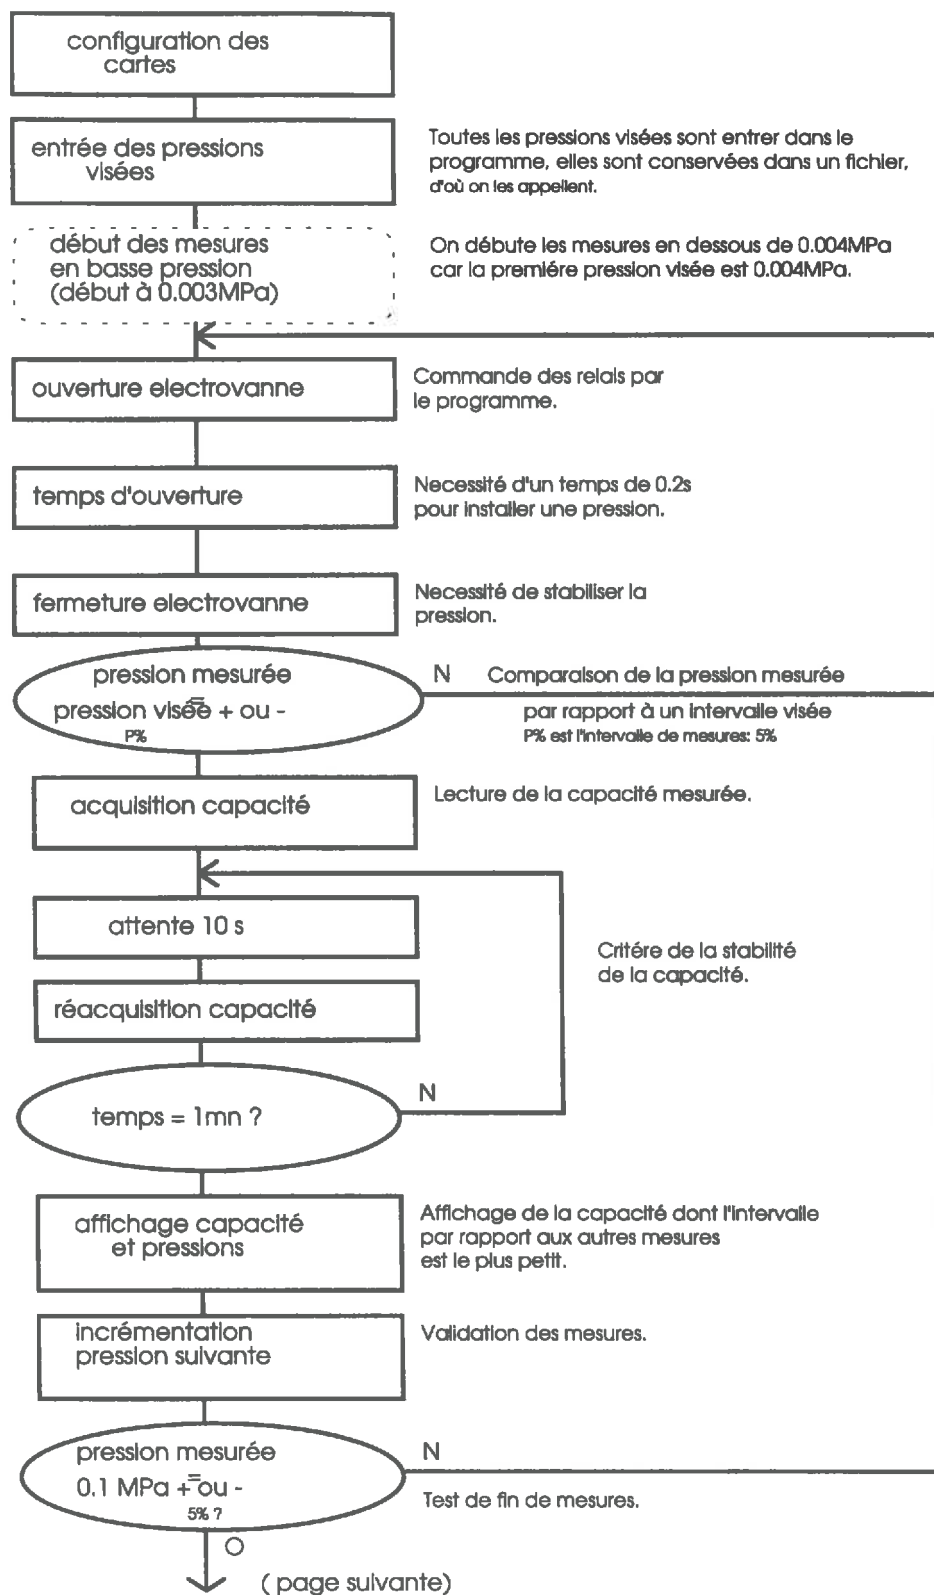 configuration des
cartes
entrée des pressions
visées
Toutes les pressions visées sont entrer dans le
programme, elles sont conservées dans un fichier,
d'où on les appellent.
début des mesures
en basse pression
(début à 0.003MPa)
On débute les mesures en dessous de 0.004MPa
car la premiére pression visée est 0.004MPa.
ouverture electrovanne
Commande des relais par
le programme.
temps d'ouverture
Necessité d'un temps de 0.2s
pour installer une pression.
fermeture electrovanne
Necessité de stabiliser la
pression.
pression mesurée
=
pression visée + ou -
P%
N
Comparaison de la pression mesurée
par rapport à un intervalle visée
P% est l'intervalle de mesures: 5%
acquisition capacité
Lecture de la capacité mesurée.
attente 10 s
Critére de la stabilité
de la capacité.
réacquisition capacité
temps = 1mn ?
N
affichage capacité
et pressions
Affichage de la capacité dont l'intervalle
par rapport aux autres mesures
est le plus petit.
incrémentation
pression suivante
Validation des mesures.
pression mesurée
=
0.1 MPa + ou -
5% ?
N
Test de fin de mesures.
O
( page suivante)